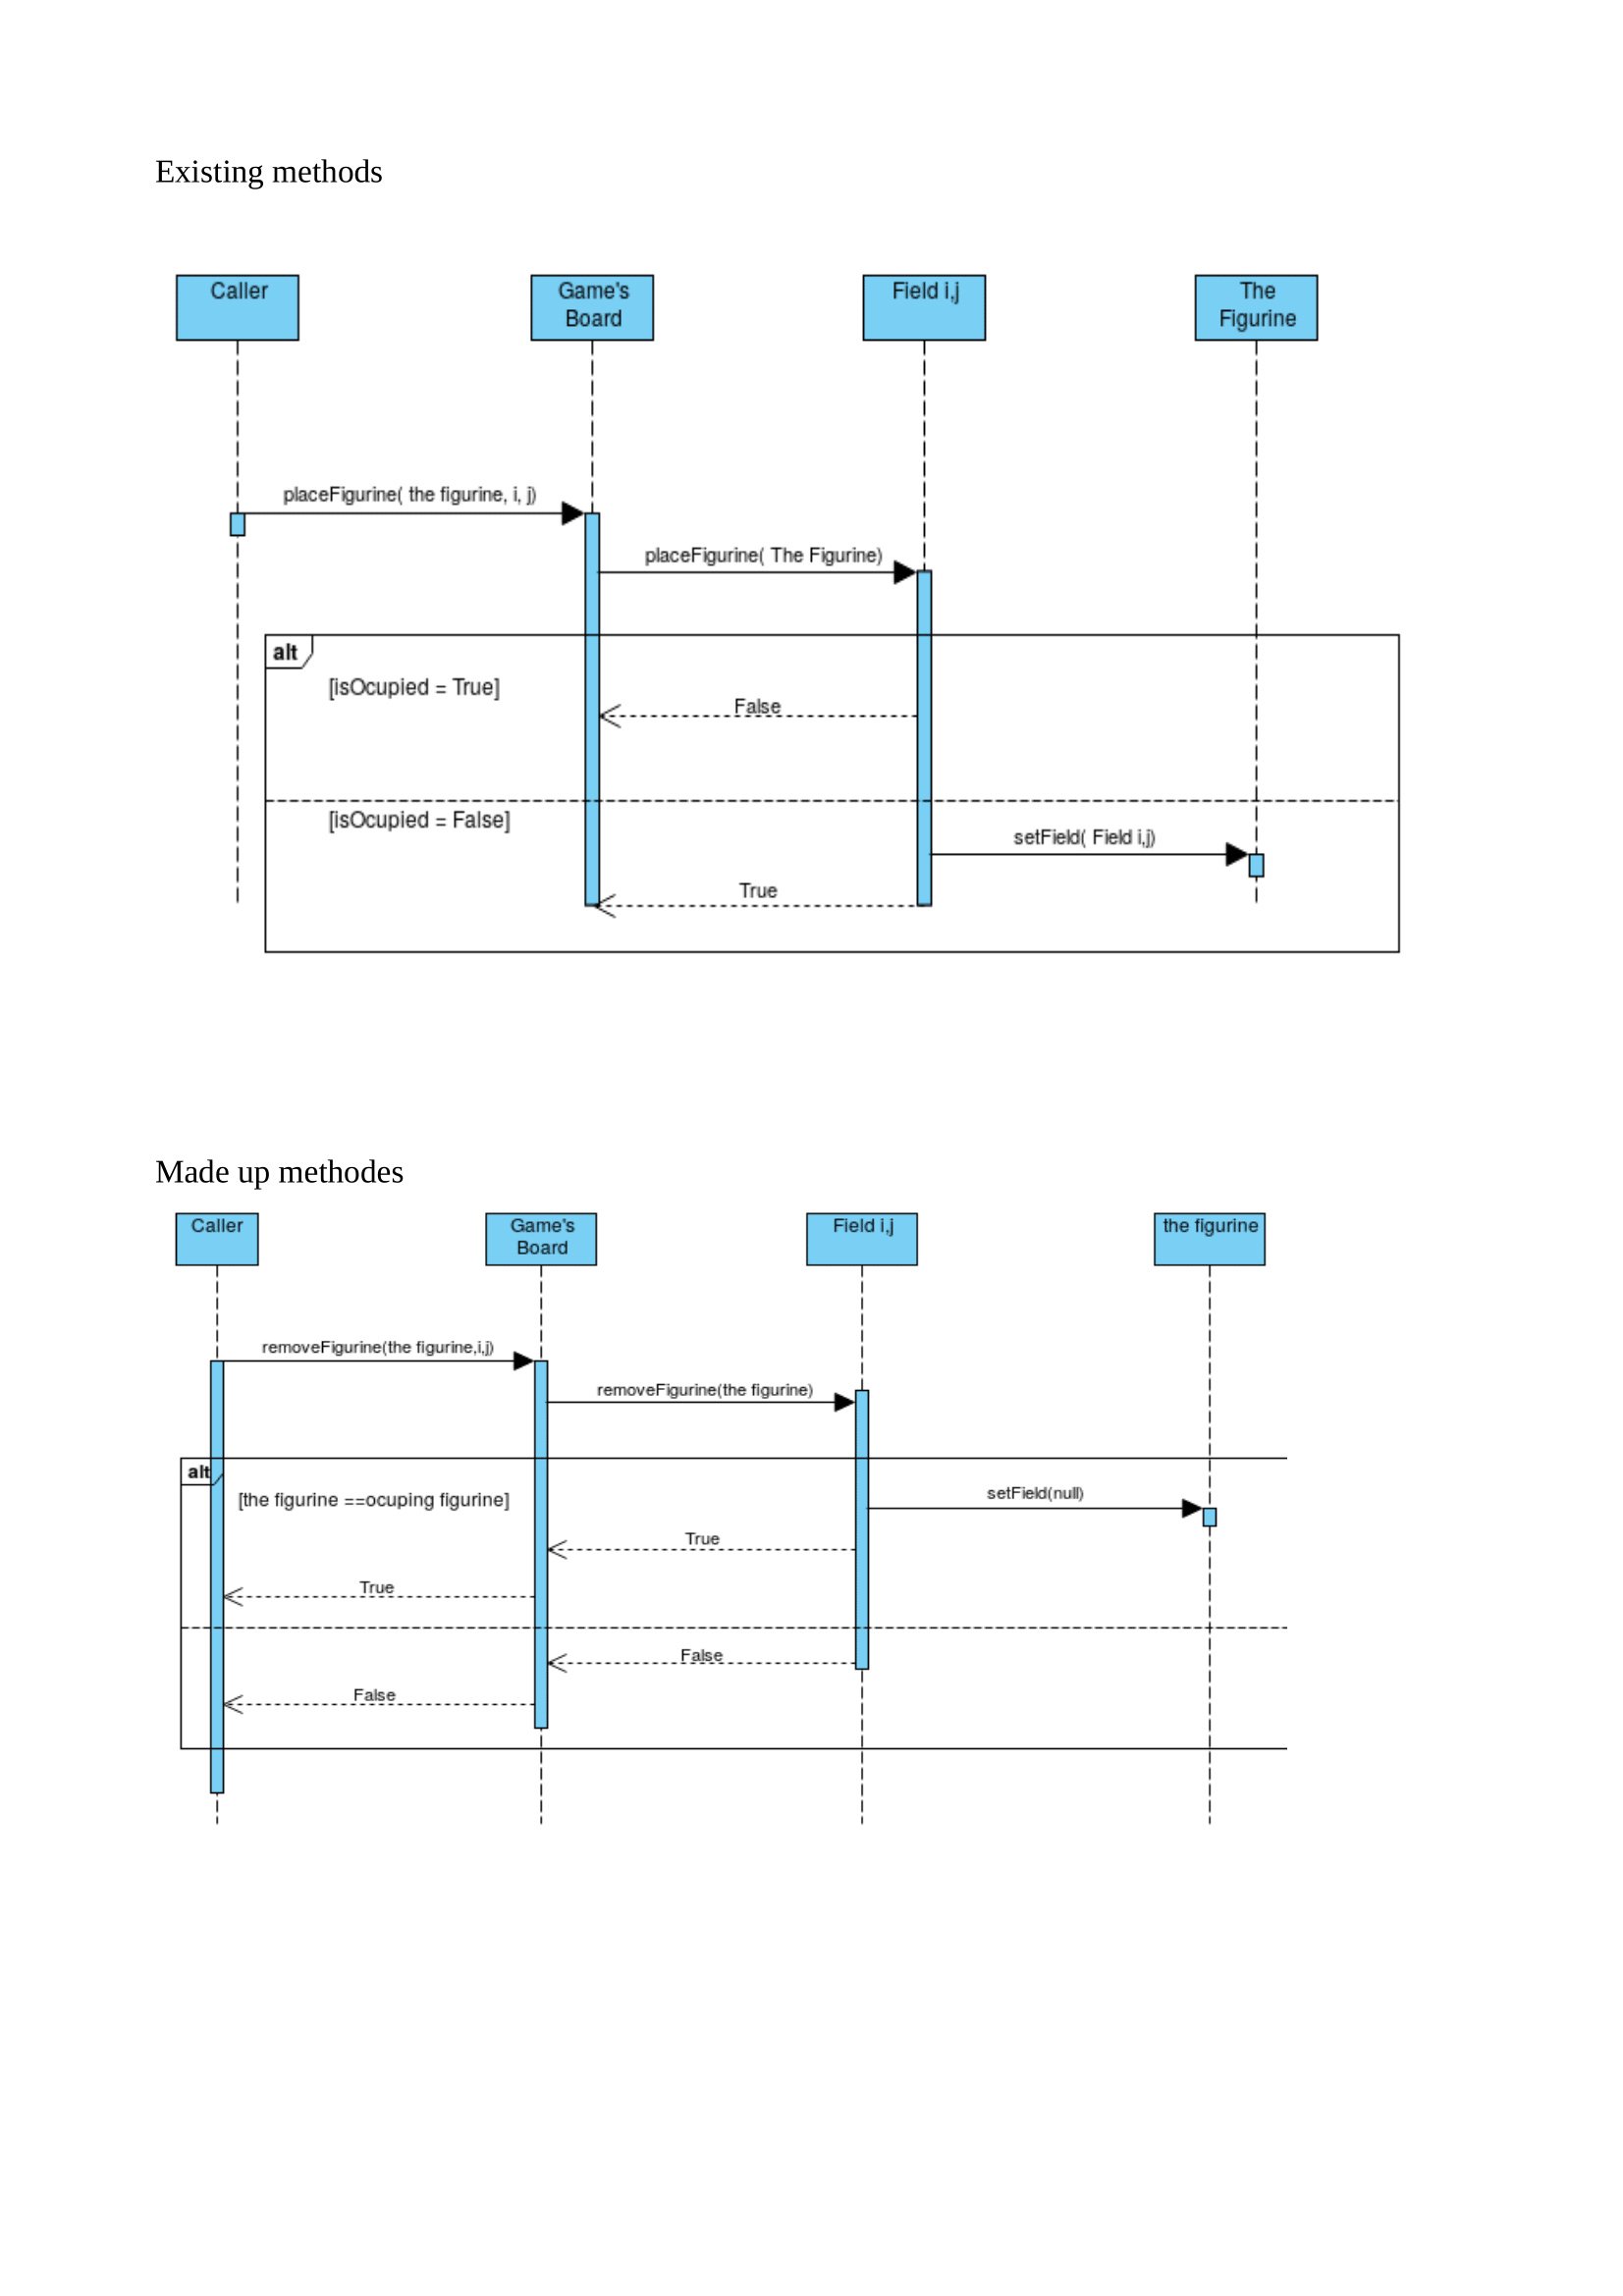 Existing methods
Caller
Game's
Board
Field i,j
The
Figurine
placeFigurine( the figurine, i, j)
placeFigurine( The Figurine)
alt
[isOcupied = True]
False
[isOcupied = False]
setField( Field i,j)
True
Made up methodes
Caller
Game's
Board
Field i,j
the figurine
removeFigurine(the figurine,i,j)
removeFigurine(the figurine)
alt
[the figurine ==ocuping figurine]
setField(null)
True
True
False
False